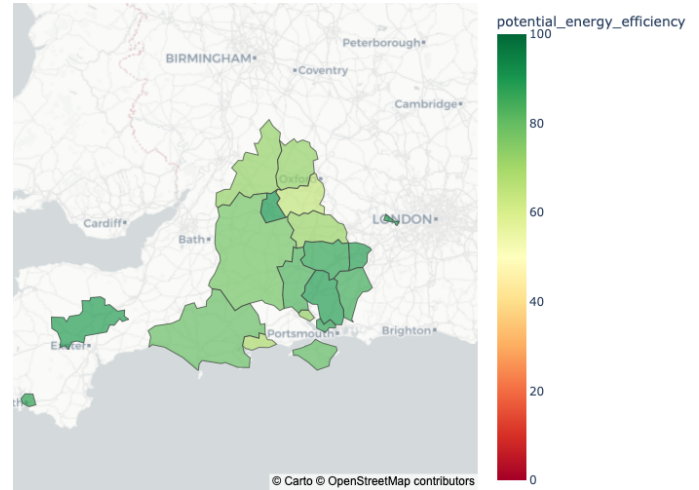 potential_energy_efficiency
100
80
60
40
20
0
Peterborough
BIRMINGHAM
Coventry
Cambridge
Oxford
Cardiff
LONDON
Bath
Exeter
Portsmouth
Brighton
© Carto © OpenStreetMap contributors